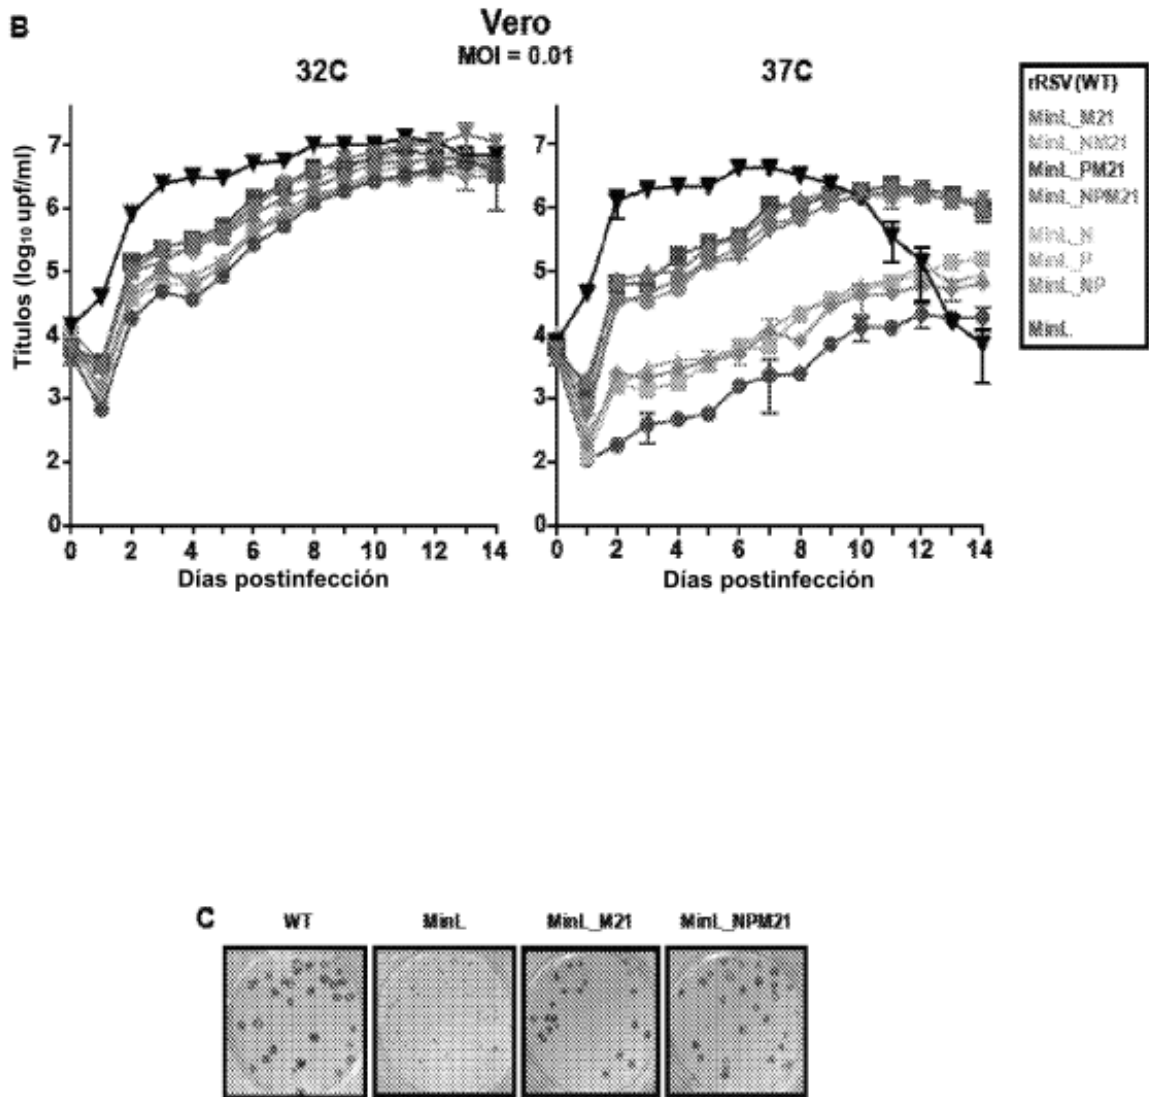 B
Vero
MOI = 0.01
32C
37C
Títulos (log₁₀ upf/ml)
7
6
5
4
3
2
0
0 2 4 6 8 10 12 14
Días postinfección
7
6
5
4
3
2
0
0 2 4 6 8 10 12 14
Días postinfección
rRSV(WT)
MinL_M21
MinL_NM21
MinL_PM21
MinL_NPM21
MinL_N
MinL_P
MinL_NP
MinL
C
WT
MinL
MinL_M21
MinL_NPM21